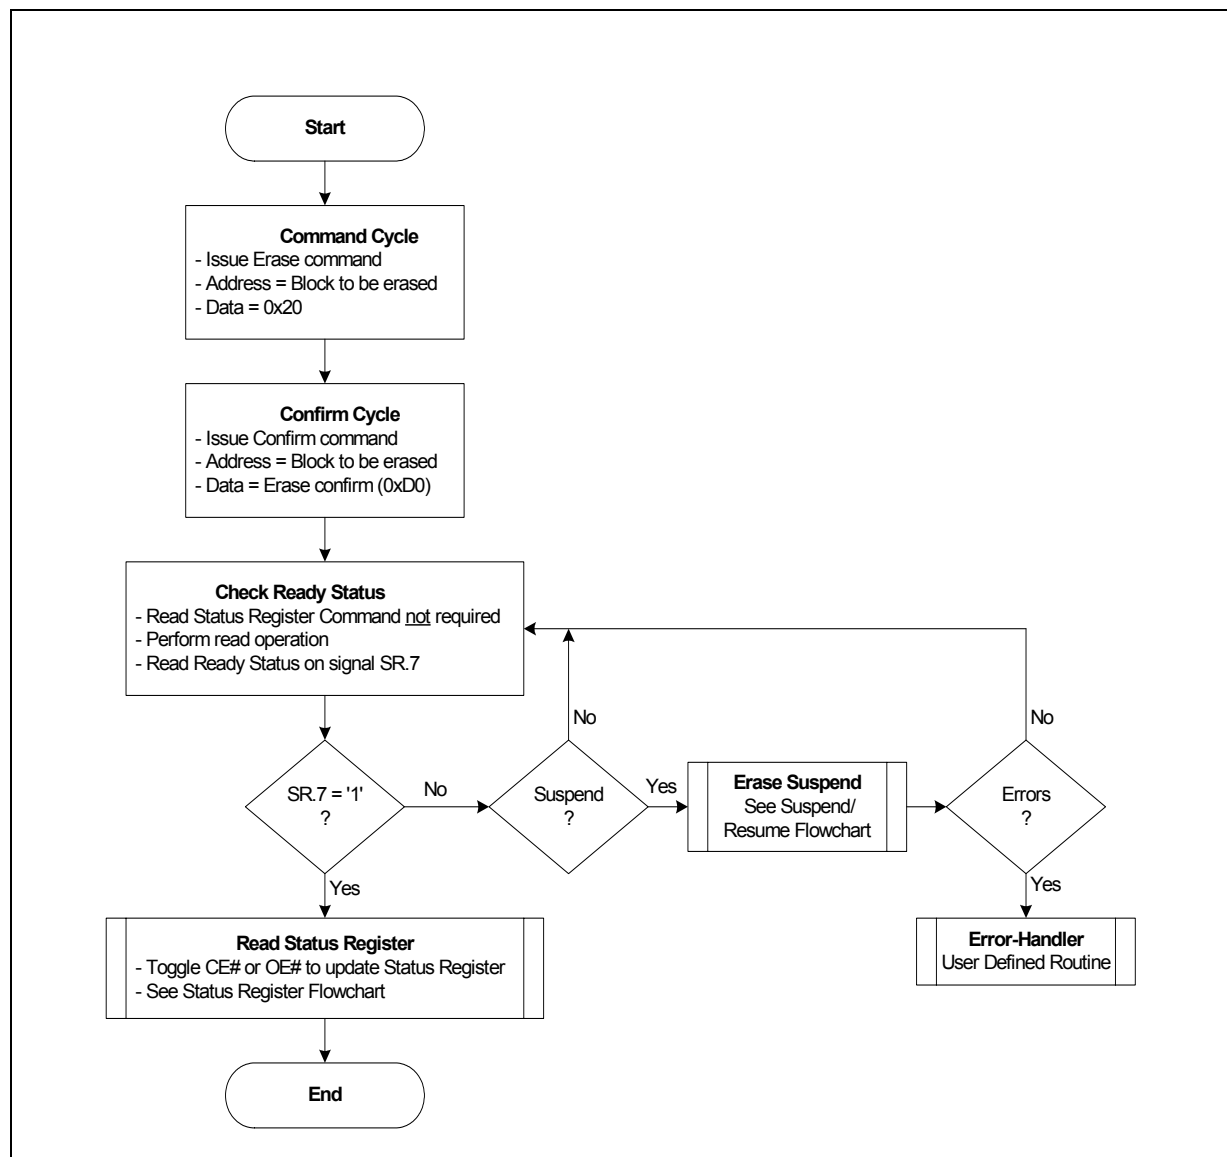 Start
Command Cycle
- Issue Erase command
- Address = Block to be erased
- Data = 0x20
Confirm Cycle
- Issue Confirm command
- Address = Block to be erased
- Data = Erase confirm (0xD0)
Check Ready Status
- Read Status Register Command not required
- Perform read operation
- Read Ready Status on signal SR.7
No
No
SR.7 = '1'
?
No
Suspend
?
Yes
Erase Suspend
See Suspend/
Resume Flowchart
Errors
?
Yes
Yes
Read Status Register
- Toggle CE# or OE# to update Status Register
- See Status Register Flowchart
Error-Handler
User Defined Routine
End